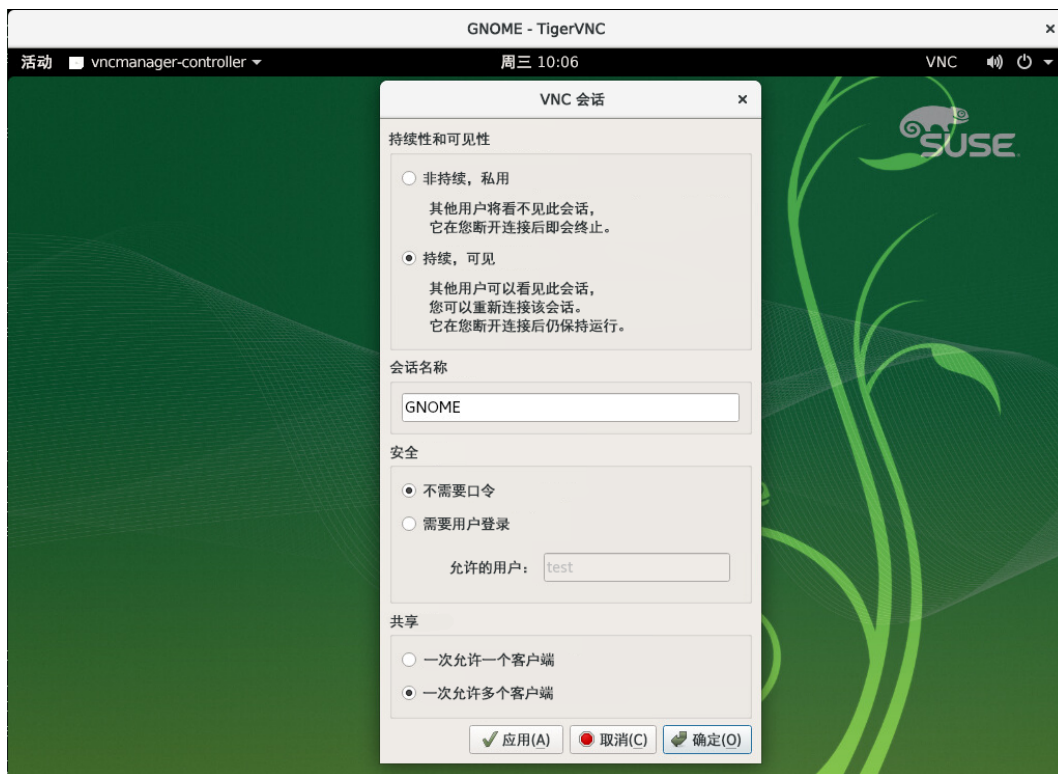 GNOME - TigerVNC
活动 vncmanager-controller 周三 10:06 VNC
SUSE
VNC 会话
持续性和可见性
非持续，私用
其他用户将看不见此会话，
它在您断开连接后即会终止。
持续，可见
其他用户可以看见此会话，
您可以重新连接该会话。
它在您断开连接后仍保持运行。
会话名称
GNOME
安全
不需要口令
需要用户登录
允许的用户： test
共享
一次允许一个客户端
一次允许多个客户端
应用(A) 取消(C) 确定(O)